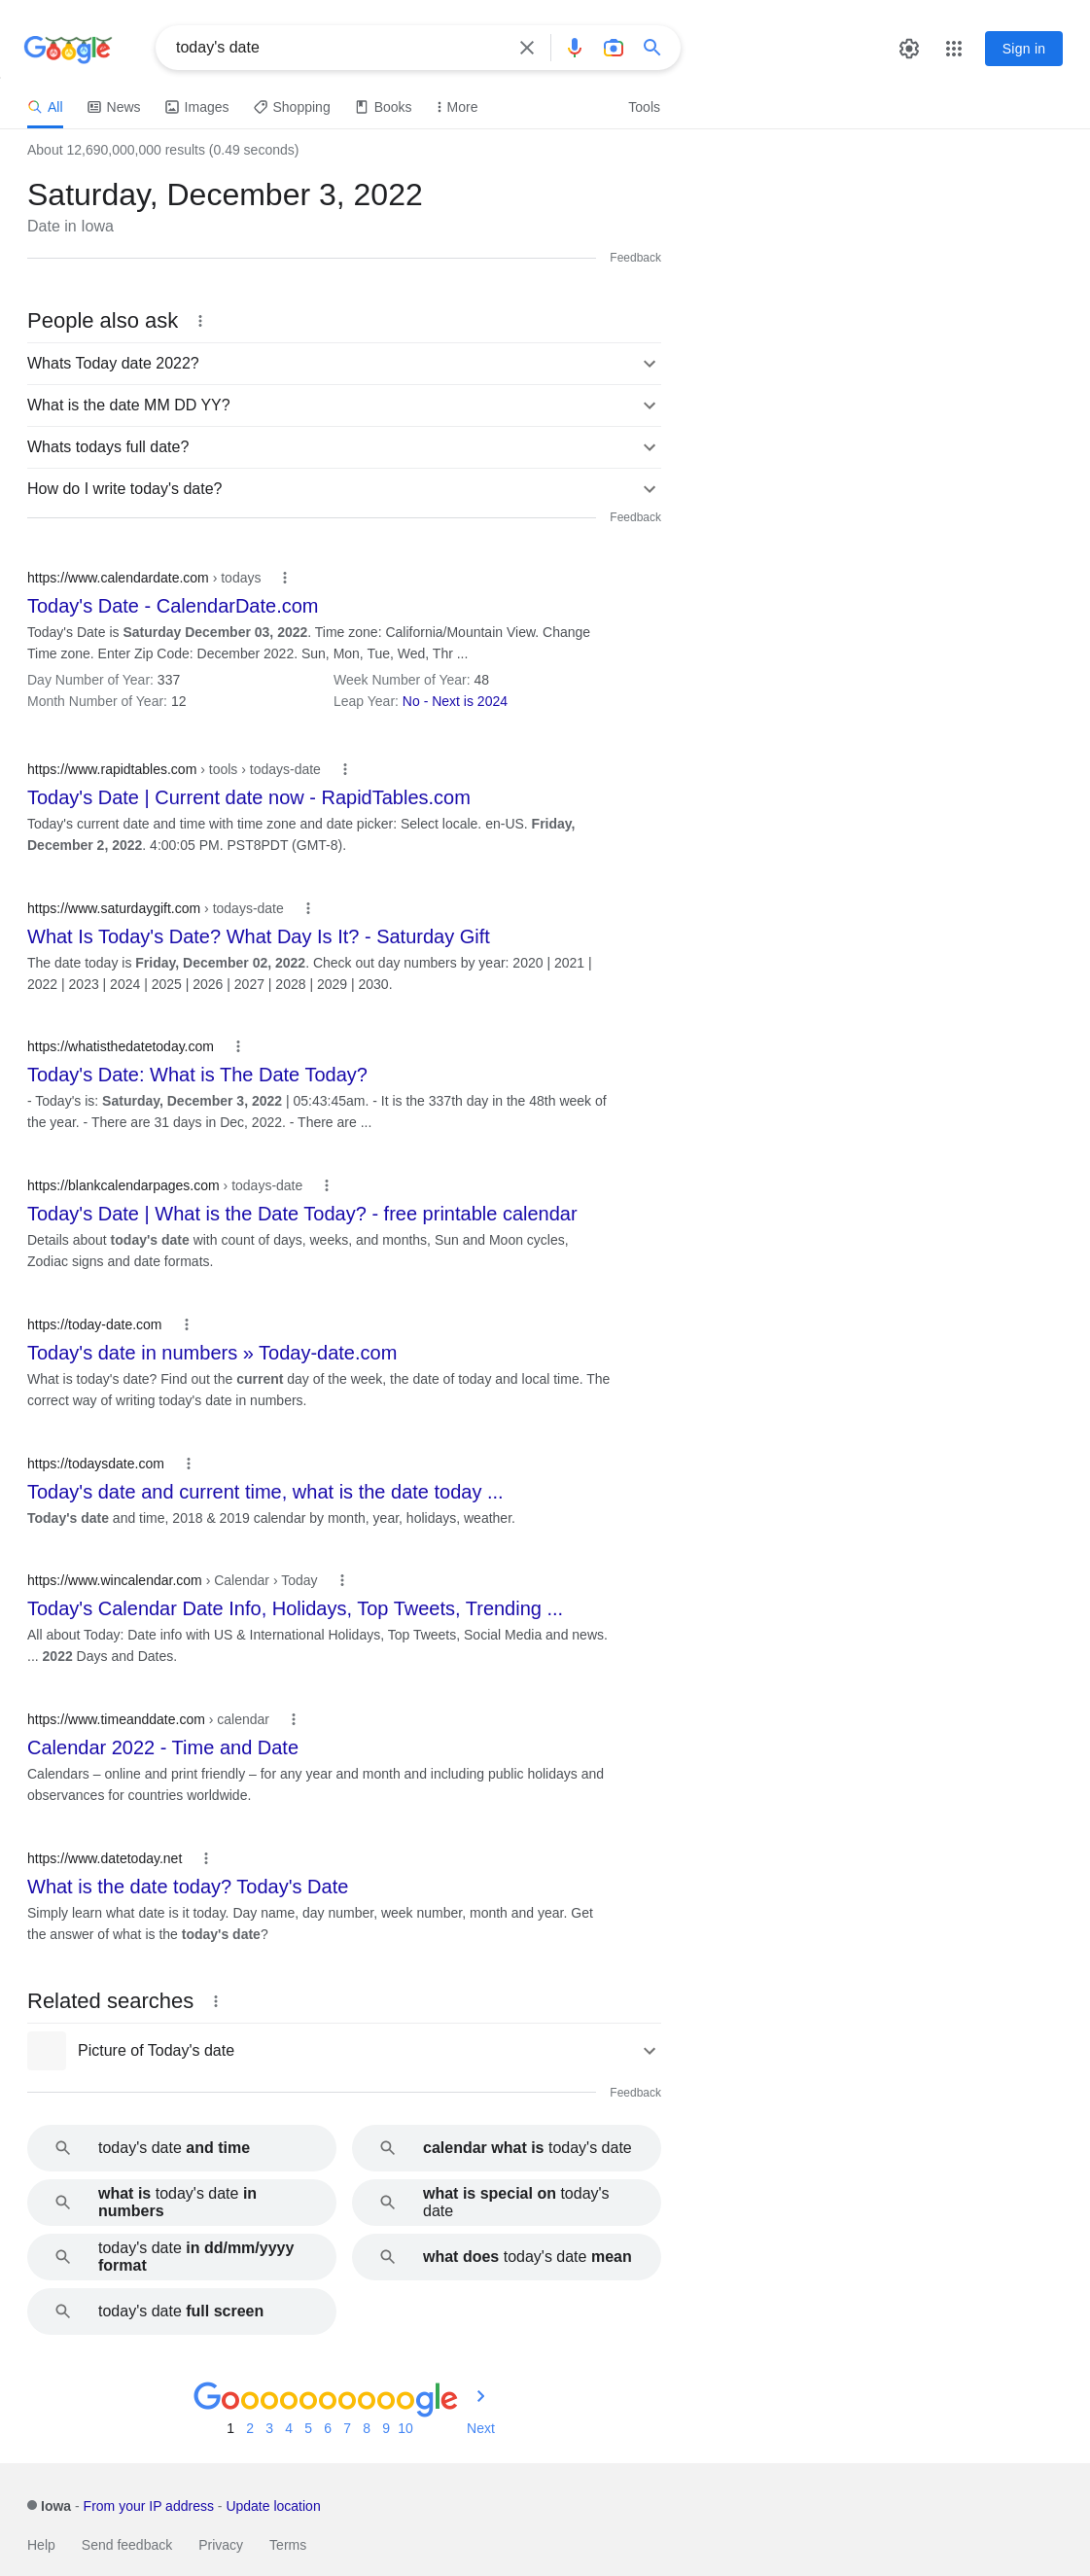 Google
today's date
Sign in
All News Images Shopping Books More Tools
About 12,690,000,000 results (0.49 seconds)
Saturday, December 3, 2022
Date in Iowa
Feedback
People also ask
Whats Today date 2022?
What is the date MM DD YY?
Whats todays full date?
How do I write today's date?
Feedback
https://www.calendardate.com › todays
Today's Date - CalendarDate.com
Today's Date is Saturday December 03, 2022. Time zone: California/Mountain View. Change
Time zone. Enter Zip Code: December 2022. Sun, Mon, Tue, Wed, Thr ...
Day Number of Year: 337 Week Number of Year: 48
Month Number of Year: 12 Leap Year: No - Next is 2024
https://www.rapidtables.com › tools › todays-date
Today's Date | Current date now - RapidTables.com
Today's current date and time with time zone and date picker: Select locale. en-US. Friday,
December 2, 2022. 4:00:05 PM. PST8PDT (GMT-8).
https://www.saturdaygift.com › todays-date
What Is Today's Date? What Day Is It? - Saturday Gift
The date today is Friday, December 02, 2022. Check out day numbers by year: 2020 | 2021 |
2022 | 2023 | 2024 | 2025 | 2026 | 2027 | 2028 | 2029 | 2030.
https://whatisthedatetoday.com
Today's Date: What is The Date Today?
- Today's is: Saturday, December 3, 2022 | 05:43:45am. - It is the 337th day in the 48th week of
the year. - There are 31 days in Dec, 2022. - There are ...
https://blankcalendarpages.com › todays-date
Today's Date | What is the Date Today? - free printable calendar
Details about today's date with count of days, weeks, and months, Sun and Moon cycles,
Zodiac signs and date formats.
https://today-date.com
Today's date in numbers » Today-date.com
What is today's date? Find out the current day of the week, the date of today and local time. The
correct way of writing today's date in numbers.
https://todaysdate.com
Today's date and current time, what is the date today ...
Today's date and time, 2018 & 2019 calendar by month, year, holidays, weather.
https://www.wincalendar.com › Calendar › Today
Today's Calendar Date Info, Holidays, Top Tweets, Trending ...
All about Today: Date info with US & International Holidays, Top Tweets, Social Media and news.
... 2022 Days and Dates.
https://www.timeanddate.com › calendar
Calendar 2022 - Time and Date
Calendars – online and print friendly – for any year and month and including public holidays and
observances for countries worldwide.
https://www.datetoday.net
What is the date today? Today's Date
Simply learn what date is it today. Day name, day number, week number, month and year. Get
the answer of what is the today's date?
Related searches
Picture of Today's date
Feedback
today's date and time
calendar what is today's date
what is today's date in
numbers
what is special on today's
date
today's date in dd/mm/yyyy
format
what does today's date mean
today's date full screen
Goooooooooogle
1 2 3 4 5 6 7 8 9 10 Next
Iowa - From your IP address - Update location
Help Send feedback Privacy Terms